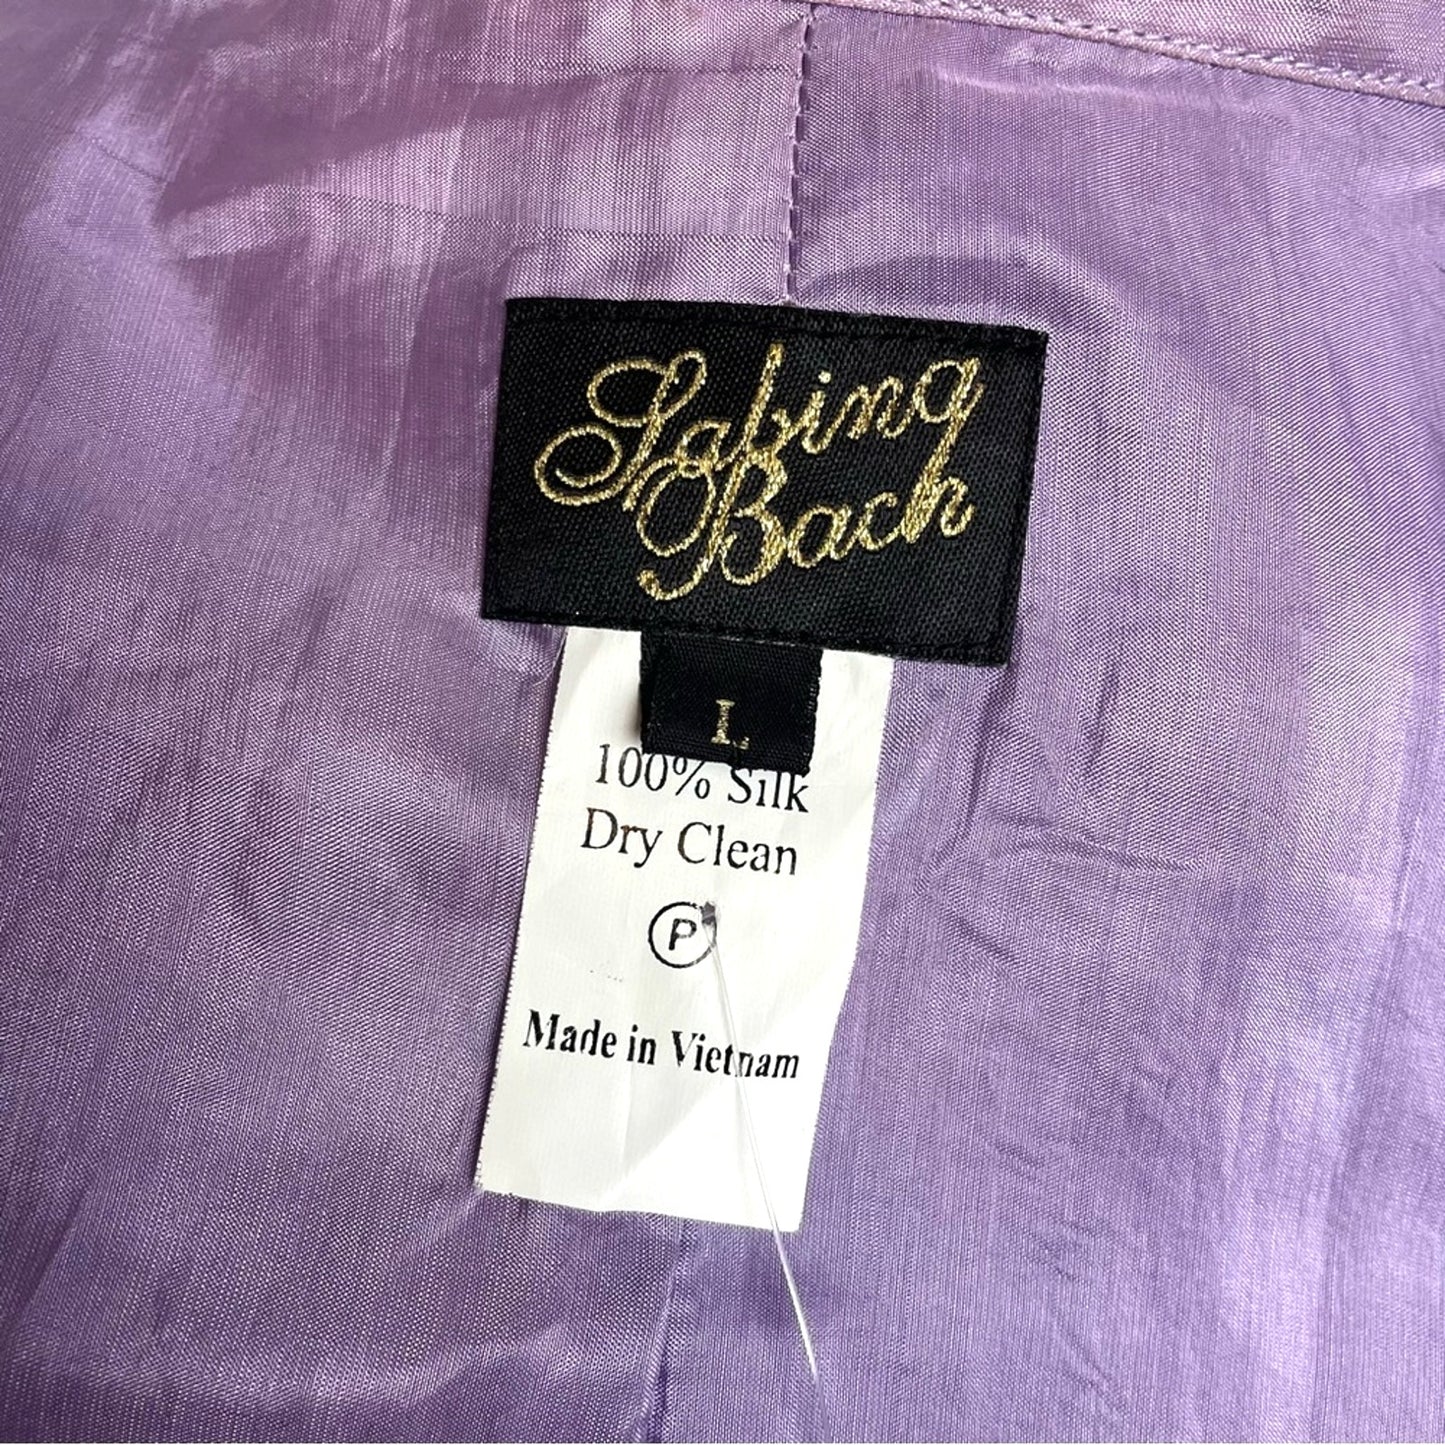 Sabina
Bach
L
100% Silk
Dry Clean
P
Made in Vietnam